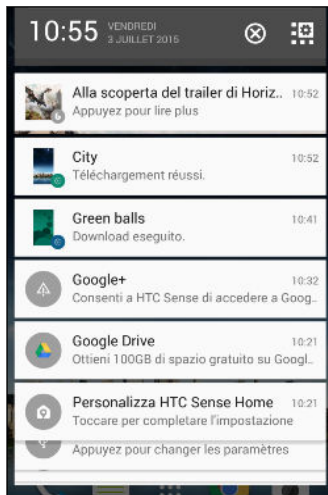 10:55 VENDREDI
3 JUILLET 2015
Alla scoperta del trailer di Horiz.. 10:52
Appuyez pour lire plus
City 10:52
Téléchargement réussi.
Green balls 10:41
Download eseguito.
Google+ 10:32
Consenti a HTC Sense di accedere a Goog..
Google Drive 10:21
Ottieni 100GB di spazio gratuito su Googl..
Personalizza HTC Sense Home 10:21
Toccare per completare l'impostazione
Appuyez pour changer les paramètres